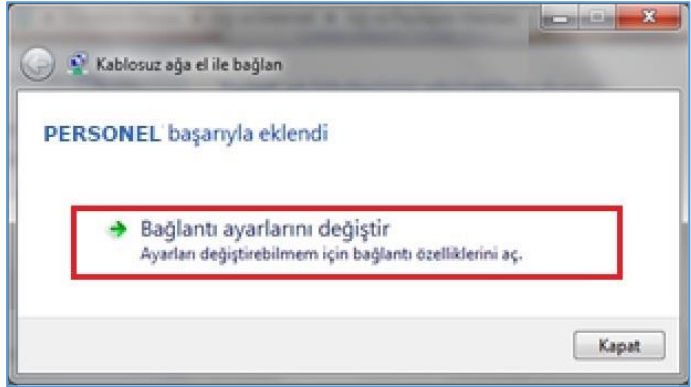 Kablosuz ağa el ile bağlan
PERSONEL başarıyla eklendi
Bağlantı ayarlarını değiştir
Ayarları değiştirebilmem için bağlantı özelliklerini aç.
Kapat